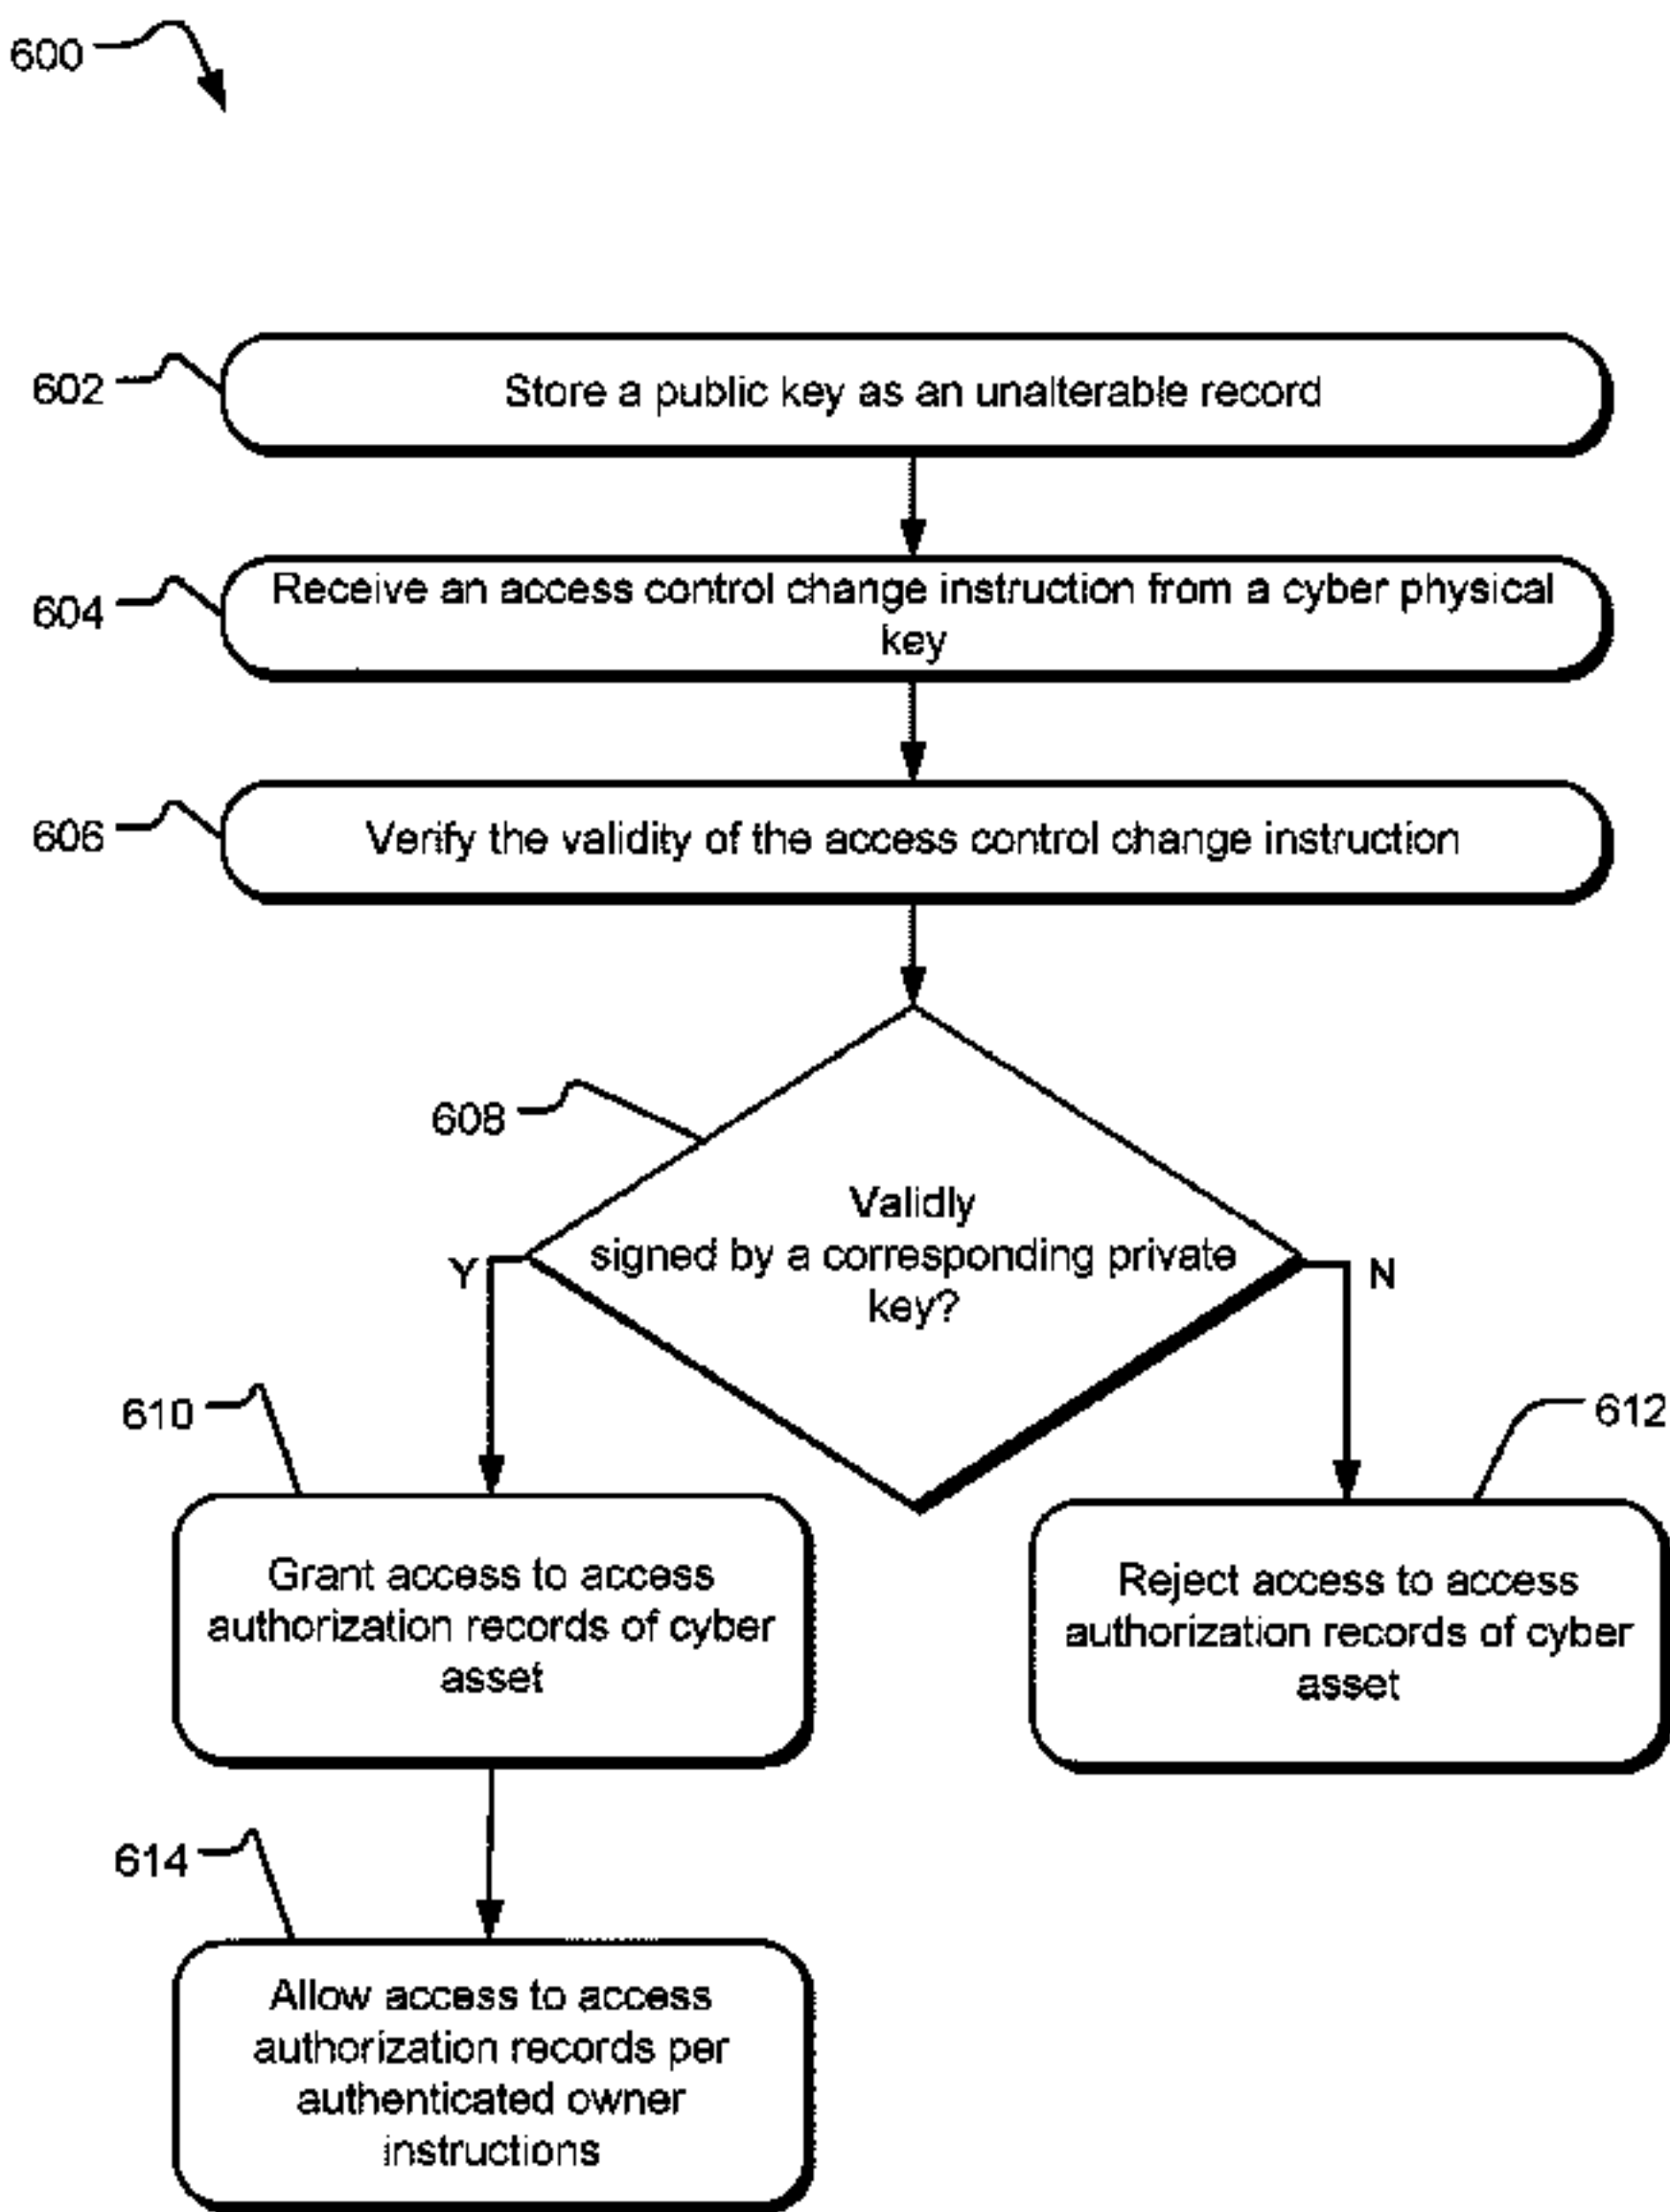 600
602
Store a public key as an unalterable record
604
Receive an access control change instruction from a cyber physical
key
606
Verify the validity of the access control change instruction
608
Validly
signed by a corresponding private
key?
Y
N
610
612
Grant access to access
authorization records of cyber
asset
Reject access to access
authorization records of cyber
asset
614
Allow access to access
authorization records per
authenticated owner
instructions